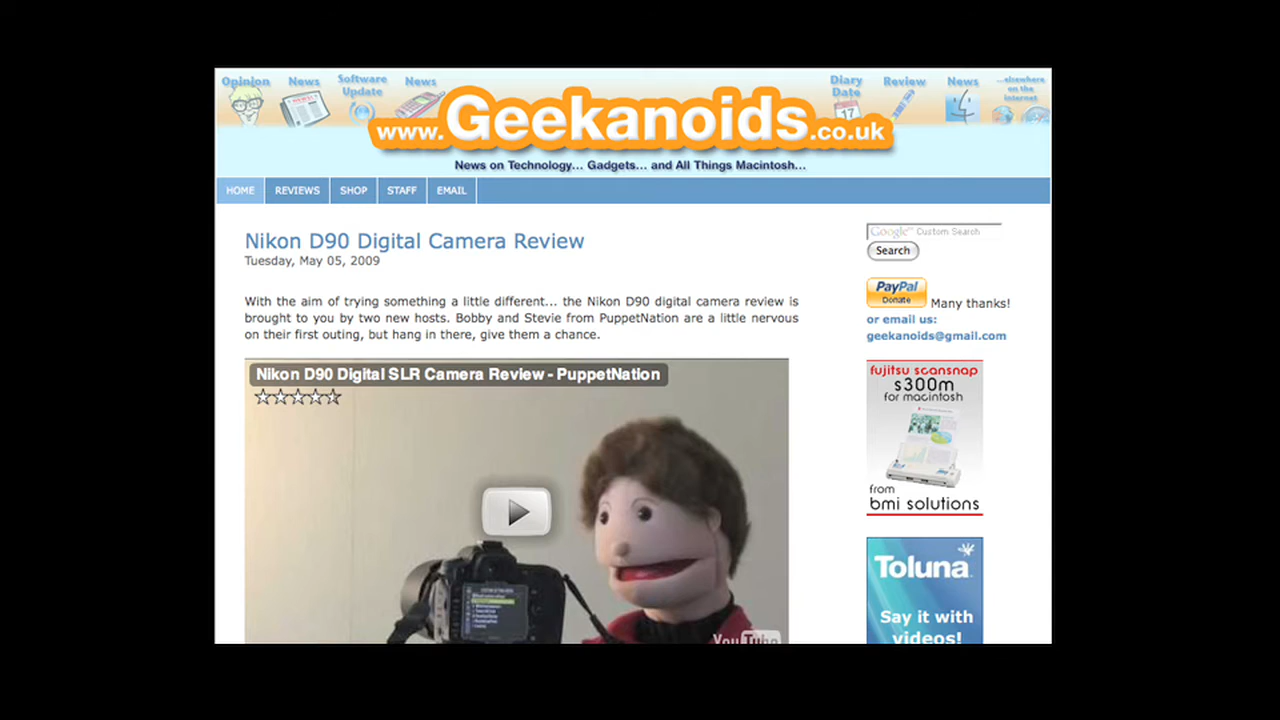 Opinion
News
Software
Update
News
Diary
Date
17
Review
News
...elsewhere
on the
internet
www.Geekanoids.co.uk
News on Technology... Gadgets... and All Things Macintosh...
HOME
REVIEWS
SHOP
STAFF
EMAIL
Nikon D90 Digital Camera Review
Tuesday, May 05, 2009
With the aim of trying something a little different... the Nikon D90 digital camera review is
brought to you by two new hosts. Bobby and Stevie from PuppetNation are a little nervous
on their first outing, but hang in there, give them a chance.
Nikon D90 Digital SLR Camera Review - PuppetNation
YouTube
Google™ Custom Search
Search
PayPal
Donate
Many thanks!
or email us:
geekanoids@gmail.com
fujitsu scansnap
s300m
for macintosh
from
bmi solutions
Toluna
Say it with
videos!